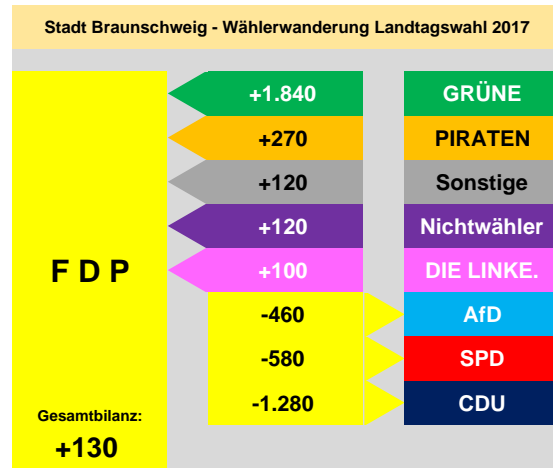 Stadt Braunschweig - Wählerwanderung Landtagswahl 2017
+1.840 GRÜNE
+270 PIRATEN
+120 Sonstige
+120 Nichtwähler
F D P
+100 DIE LINKE.
-460 AfD
-580 SPD
-1.280 CDU
Gesamtbilanz:
+130